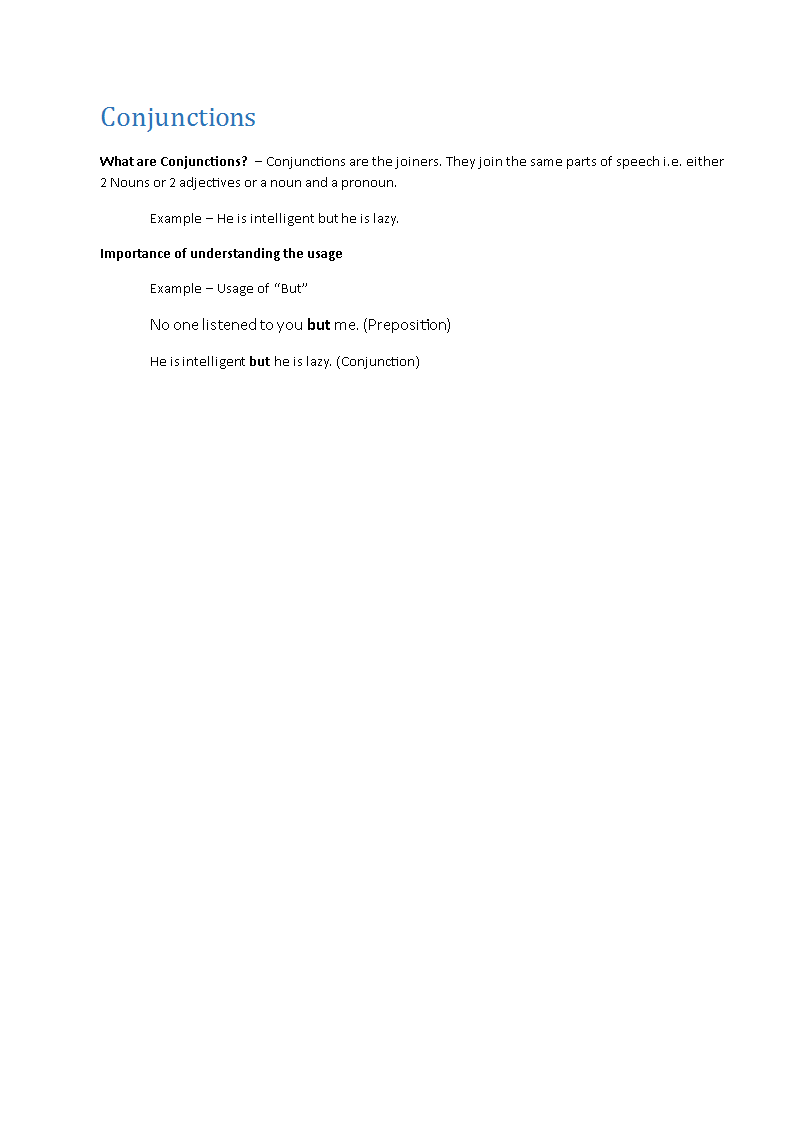 Conjunctions
What are Conjunctions?  – Conjunctions are the joiners. They join the same parts of speech i.e. either
2 Nouns or 2 adjectives or a noun and a pronoun.
Example – He is intelligent but he is lazy.
Importance of understanding the usage
Example – Usage of “But”
No one listened to you but me. (Preposition)
He is intelligent but he is lazy. (Conjunction)